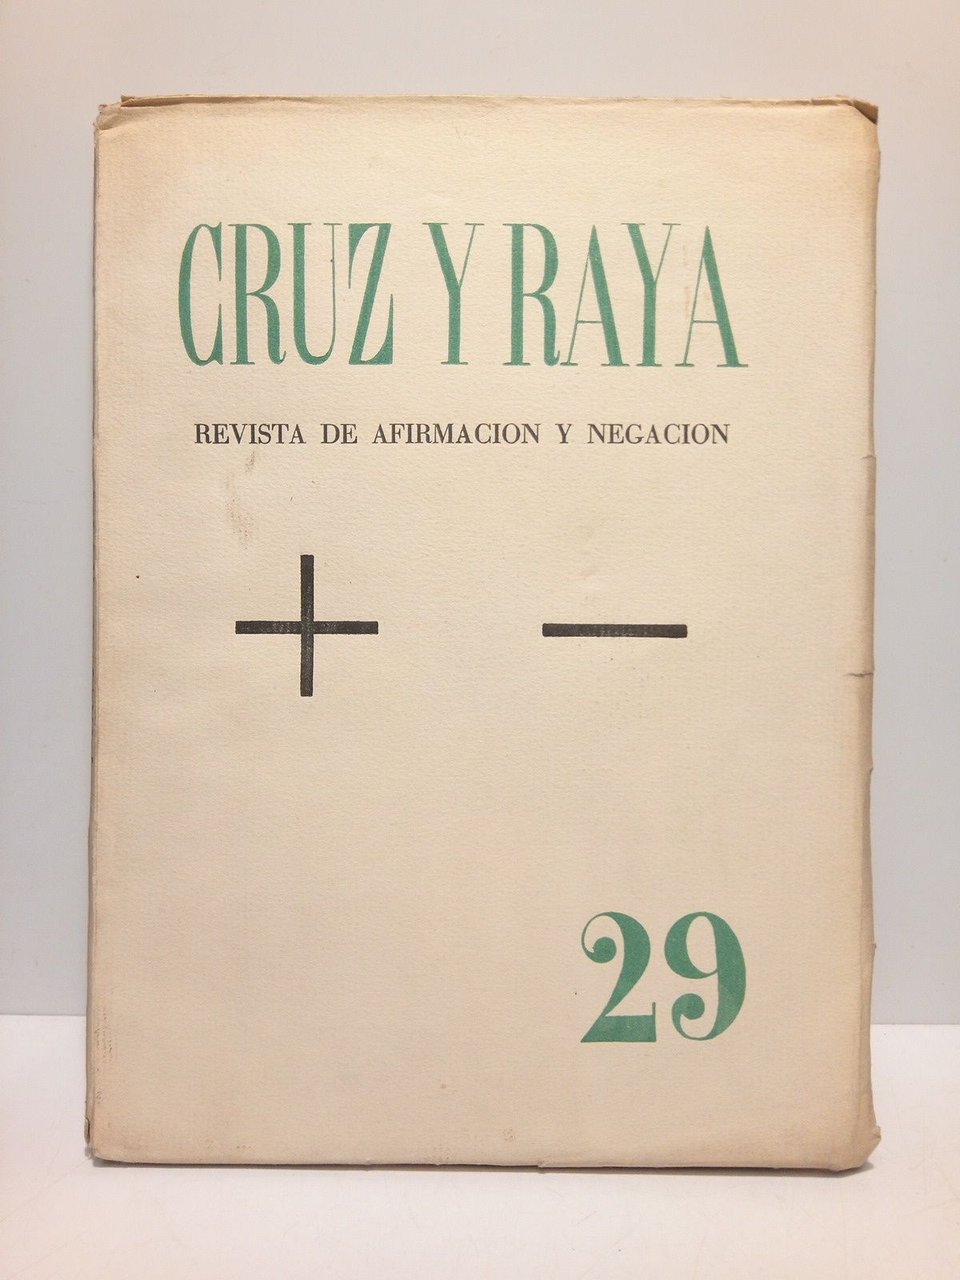 CRUZ Y RAYA
REVISTA DE AFIRMACION Y NEGACION
+ −
29